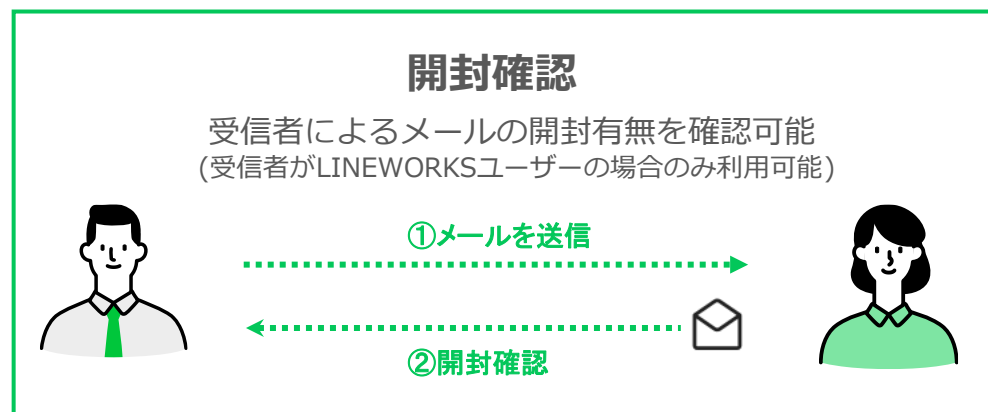 開封確認
受信者によるメールの開封有無を確認可能
(受信者がLINEWORKSユーザーの場合のみ利用可能)
①メールを送信
②開封確認